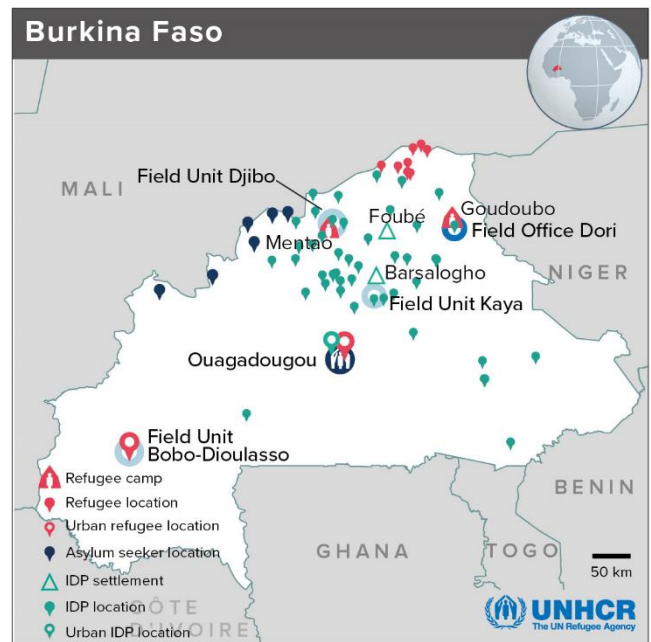 Burkina Faso
MALI
Field Unit Djibo
Foubé
Goudoubo
Mentao
Field Office Dori
Barsalogho
NIGER
Field Unit Kaya
Ouagadougou
Field Unit
Bobo-Dioulasso
BENIN
Refugee camp
Refugee location
Urban refugee location
Asylum seeker location
GHANA
TOGO
IDP settlement
50 km
IDP location
CÔTE
D'IVOIRE
Urban IDP location
UNHCR
The UN Refugee Agency